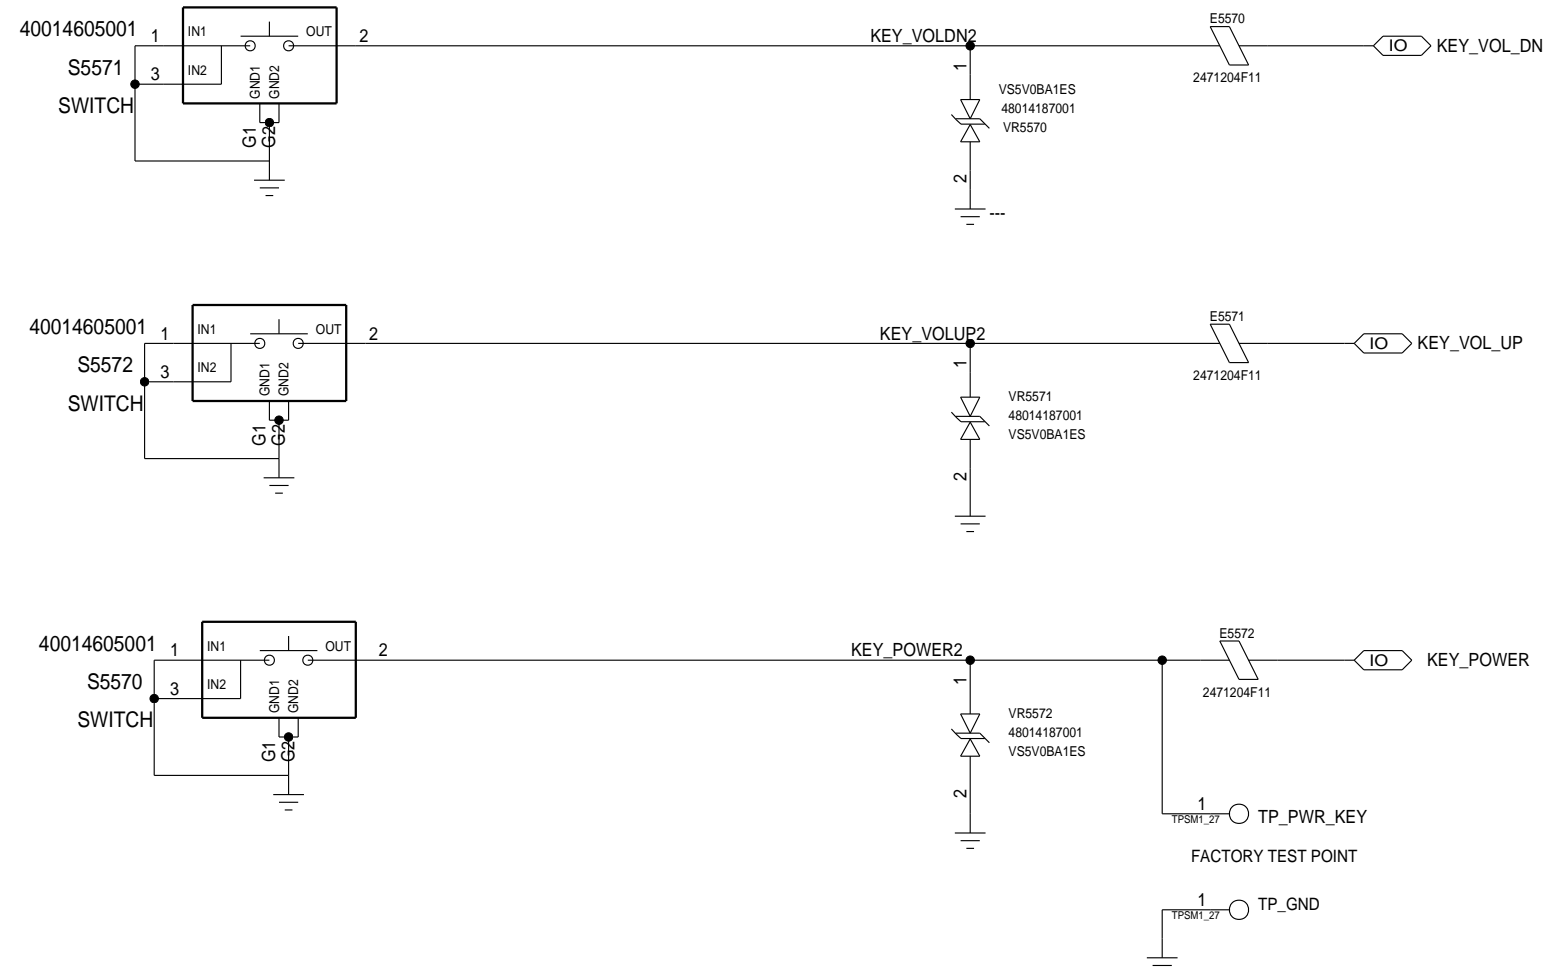 40014605001
S5571
SWITCH
1
3
IN1
IN2
OUT
GND1
GND2
G1
G2
2
KEY_VOLDN2
1
VS5V0BA1ES
48014187001
VR5570
2
---
E5570
2471204F11
IO
KEY_VOL_DN
40014605001
S5572
SWITCH
1
3
IN1
IN2
OUT
GND1
GND2
G1
G2
2
KEY_VOLUP2
1
VR5571
48014187001
VS5V0BA1ES
2
E5571
2471204F11
IO
KEY_VOL_UP
40014605001
S5570
SWITCH
1
3
IN1
IN2
OUT
GND1
GND2
G1
G2
2
KEY_POWER2
1
VR5572
48014187001
VS5V0BA1ES
2
E5572
2471204F11
IO
KEY_POWER
1
TPSM1_27
TP_PWR_KEY
FACTORY TEST POINT
1
TPSM1_27
TP_GND